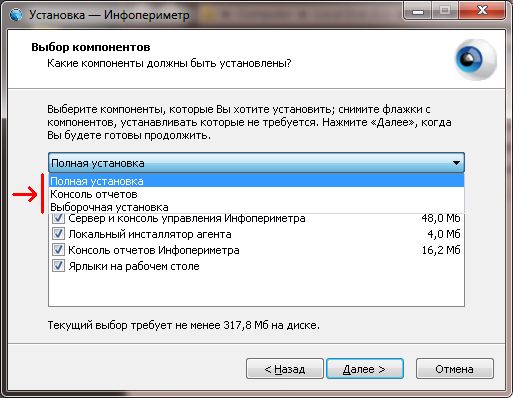 Установка — Инфопериметр
Выбор компонентов
Какие компоненты должны быть установлены?
Выберите компоненты, которые Вы хотите установить; снимите флажки с
компонентов, устанавливать которые не требуется. Нажмите «Далее», когда
Вы будете готовы продолжить.
Полная установка
Полная установка
Консоль отчетов
Выборочная установка
Сервер и консоль управления Инфопериметра 48,0 Мб
Локальный инсталлятор агента 4,0 Мб
Консоль отчетов Инфопериметра 16,2 Мб
Ярлыки на рабочем столе
Текущий выбор требует не менее 317,8 Мб на диске.
< Назад Далее > Отмена